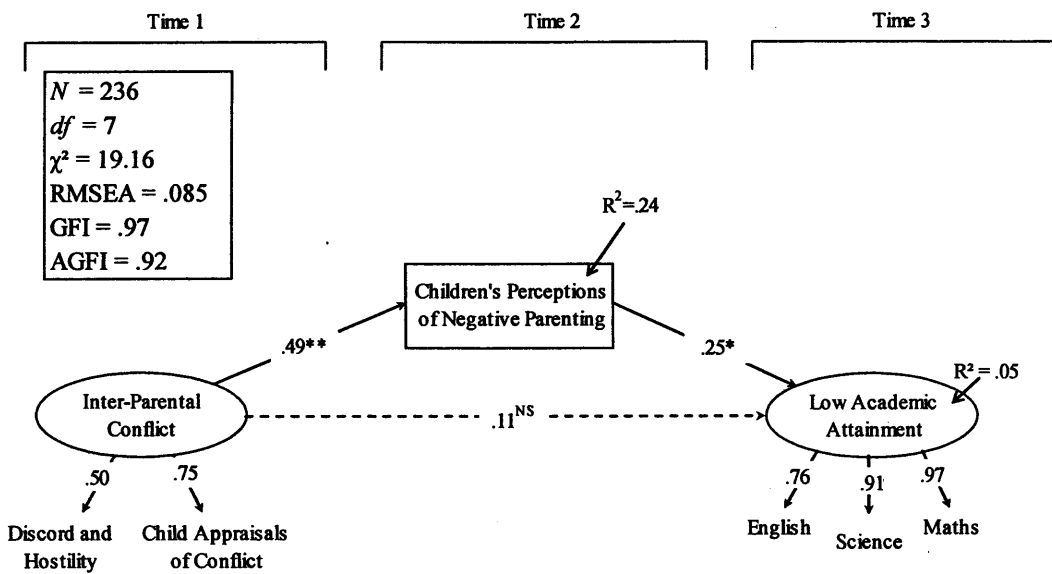 Time 1
Time 2
Time 3
N = 236
df = 7
χ² = 19.16
RMSEA = .085
GFI = .97
AGFI = .92
R²=.24
Children's Perceptions
of Negative Parenting
.49**
.25*
R² = .05
Inter-Parental
Conflict
.11^NS
Low Academic
Attainment
.50
.75
.76
.91
.97
Discord and
Hostility
Child Appraisals
of Conflict
English
Science
Maths